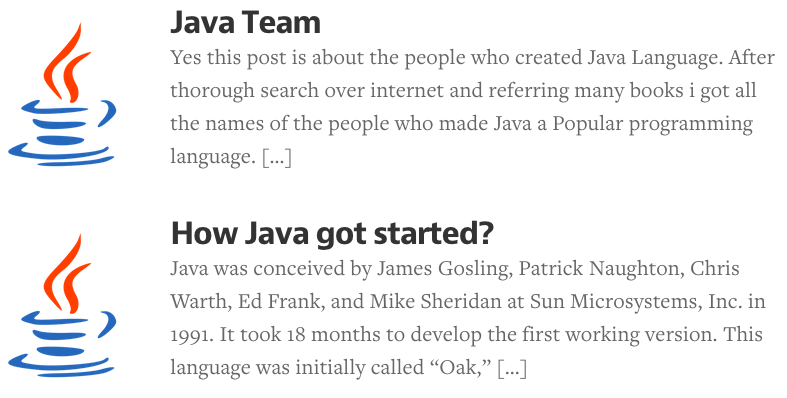 Java Team
Yes this post is about the people who created Java Language. After
thorough search over internet and referring many books i got all
the names of the people who made Java a Popular programming
language. [...]
How Java got started?
Java was conceived by James Gosling, Patrick Naughton, Chris
Warth, Ed Frank, and Mike Sheridan at Sun Microsystems, Inc. in
1991. It took 18 months to develop the first working version. This
language was initially called “Oak,” [...]